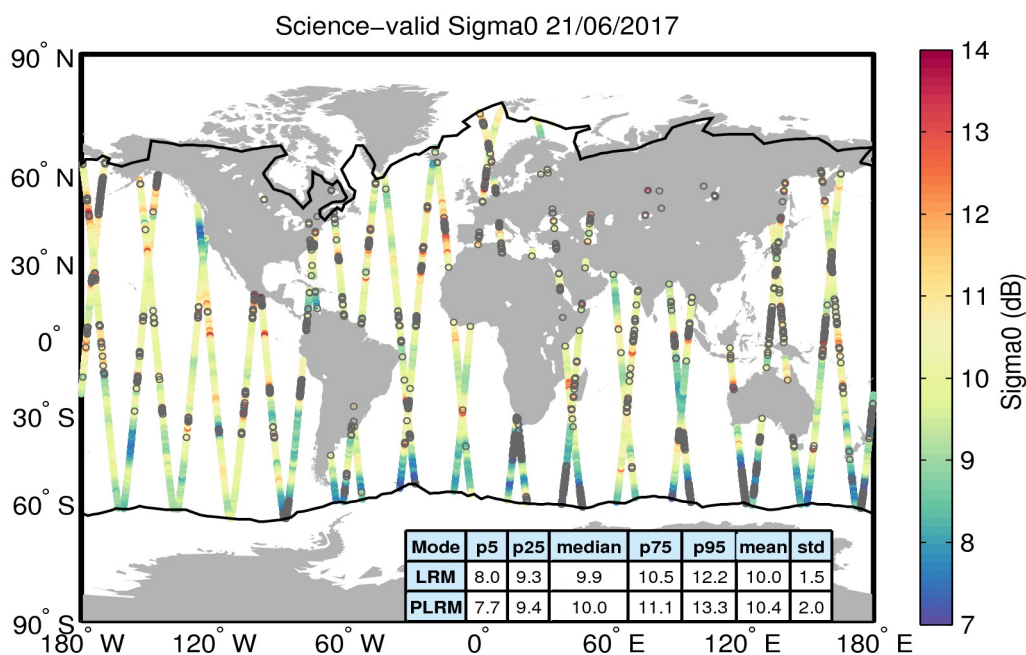 Science−valid Sigma0 21/06/2017
90° N
60° N
30° N
0°
30° S
60° S
90° S
180° W
120° W
60° W
0°
60° E
120° E
180° E
Mode p5 p25 median p75 p95 mean std
LRM 8.0 9.3 9.9 10.5 12.2 10.0 1.5
PLRM 7.7 9.4 10.0 11.1 13.3 10.4 2.0
14
13
12
11
10
9
8
7
Sigma0 (dB)